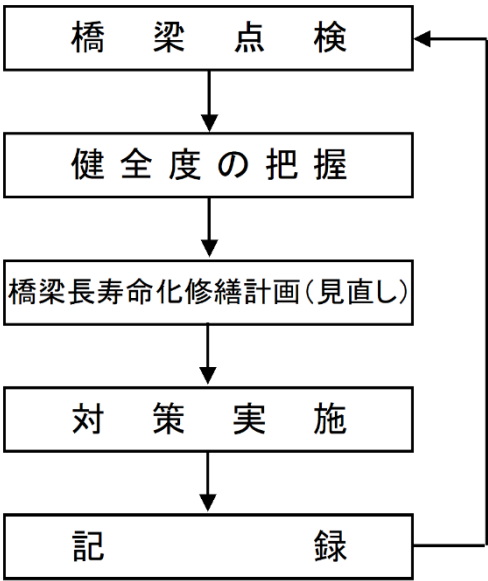 橋梁点検
健全度の把握
橋梁長寿命化修繕計画(見直し)
対策実施
記録